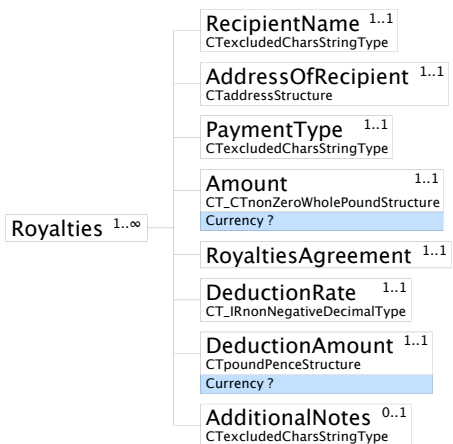 RecipientName 1..1
CTexcludedCharsStringType
AddressOfRecipient 1..1
CTaddressStructure
PaymentType 1..1
CTexcludedCharsStringType
Amount 1..1
CT_CTnonZeroWholePoundStructure
Currency ?
Royalties 1..∞
RoyaltiesAgreement 1..1
DeductionRate 1..1
CT_IRnonNegativeDecimalType
DeductionAmount 1..1
CTpoundPenceStructure
Currency ?
AdditionalNotes 0..1
CTexcludedCharsStringType